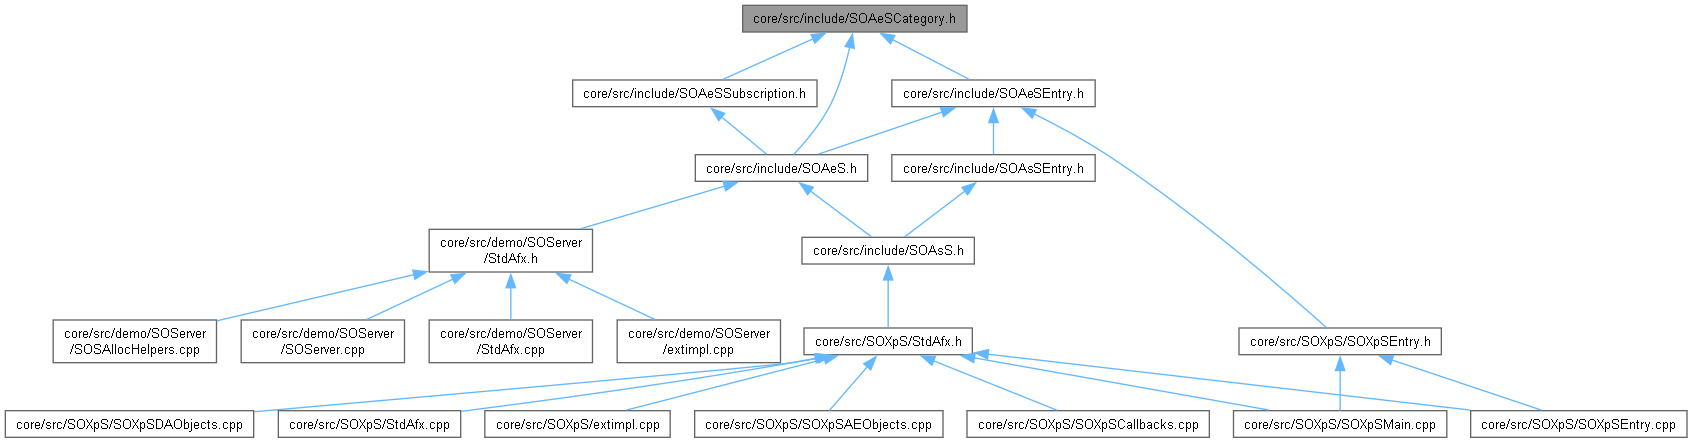 core/src/include/SOAeSCategory.h
core/src/include/SOAeSSubscription.h
core/src/include/SOAeSEntry.h
core/src/include/SOAeS.h
core/src/include/SOAsSEntry.h
core/src/demo/SOServer
/StdAfx.h
core/src/include/SOAsS.h
core/src/demo/SOServer
/SOSAllocHelpers.cpp
core/src/demo/SOServer
/SOServer.cpp
core/src/demo/SOServer
/StdAfx.cpp
core/src/demo/SOServer
/extimpl.cpp
core/src/SOXpS/StdAfx.h
core/src/SOXpS/SOXpSEntry.h
core/src/SOXpS/SOXpSDAObjects.cpp
core/src/SOXpS/StdAfx.cpp
core/src/SOXpS/extimpl.cpp
core/src/SOXpS/SOXpSAEObjects.cpp
core/src/SOXpS/SOXpSCallbacks.cpp
core/src/SOXpS/SOXpSMain.cpp
core/src/SOXpS/SOXpSEntry.cpp